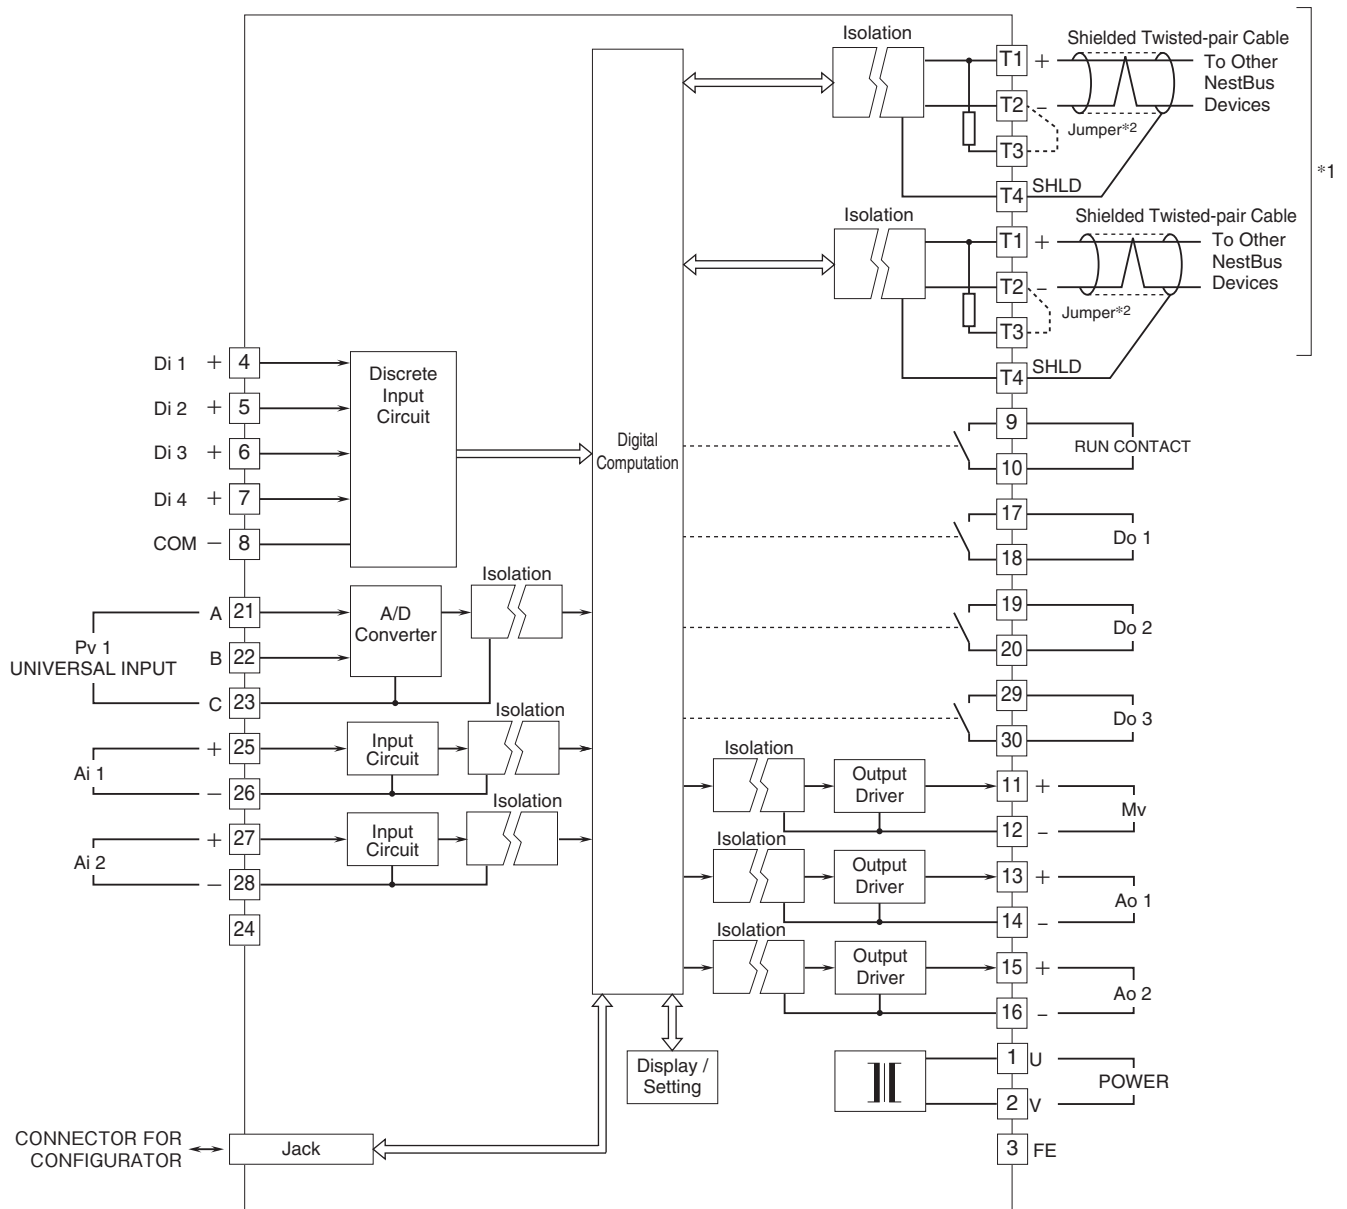 Isolation
T1 +
Shielded Twisted-pair Cable
To Other
NestBus
Devices
T2 −
Jumper*2
T3
T4 SHLD
*1
Isolation
T1 +
Shielded Twisted-pair Cable
To Other
NestBus
Devices
T2 −
Jumper*2
T3
T4 SHLD
Di 1 + 4
Di 2 + 5
Di 3 + 6
Di 4 + 7
COM − 8
Discrete
Input
Circuit
Digital
Computation
9
10
RUN CONTACT
17
18
Do 1
19
20
Do 2
29
30
Do 3
Pv 1
UNIVERSAL INPUT
A 21
B 22
C 23
A/D
Converter
Isolation
Ai 1
+ 25
− 26
Input
Circuit
Isolation
Ai 2
+ 27
− 28
Input
Circuit
Isolation
24
Isolation
Output
Driver
11 +
12 −
Mv
Isolation
Output
Driver
13 +
14 −
Ao 1
Isolation
Output
Driver
15 +
16 −
Ao 2
Display /
Setting
1 U
2 V
POWER
3 FE
CONNECTOR FOR
CONFIGURATOR
Jack